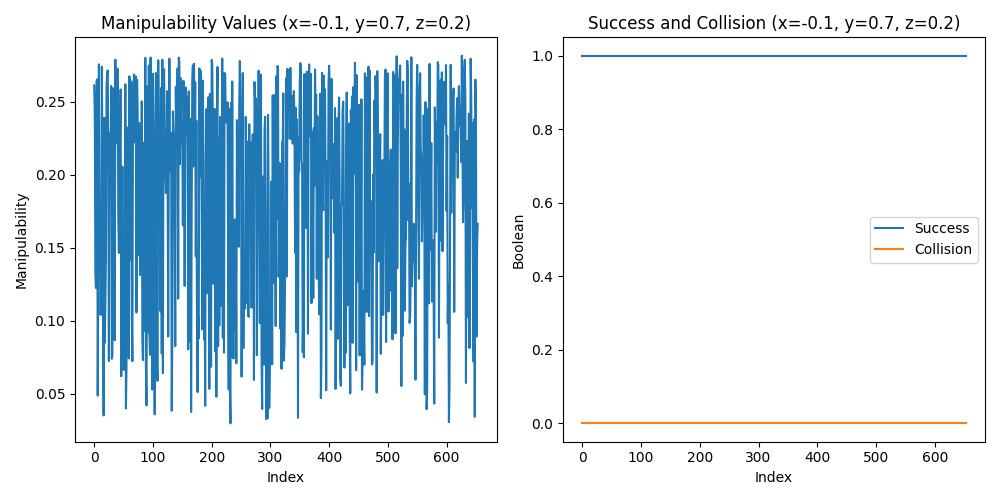 Manipulability Values (x=-0.1, y=0.7, z=0.2)
Manipulability
0.25
0.20
0.15
0.10
0.05
0 100 200 300 400 500 600
Index
Success and Collision (x=-0.1, y=0.7, z=0.2)
Boolean
1.0
0.8
0.6
0.4
0.2
0.0
Success
Collision
0 100 200 300 400 500 600
Index